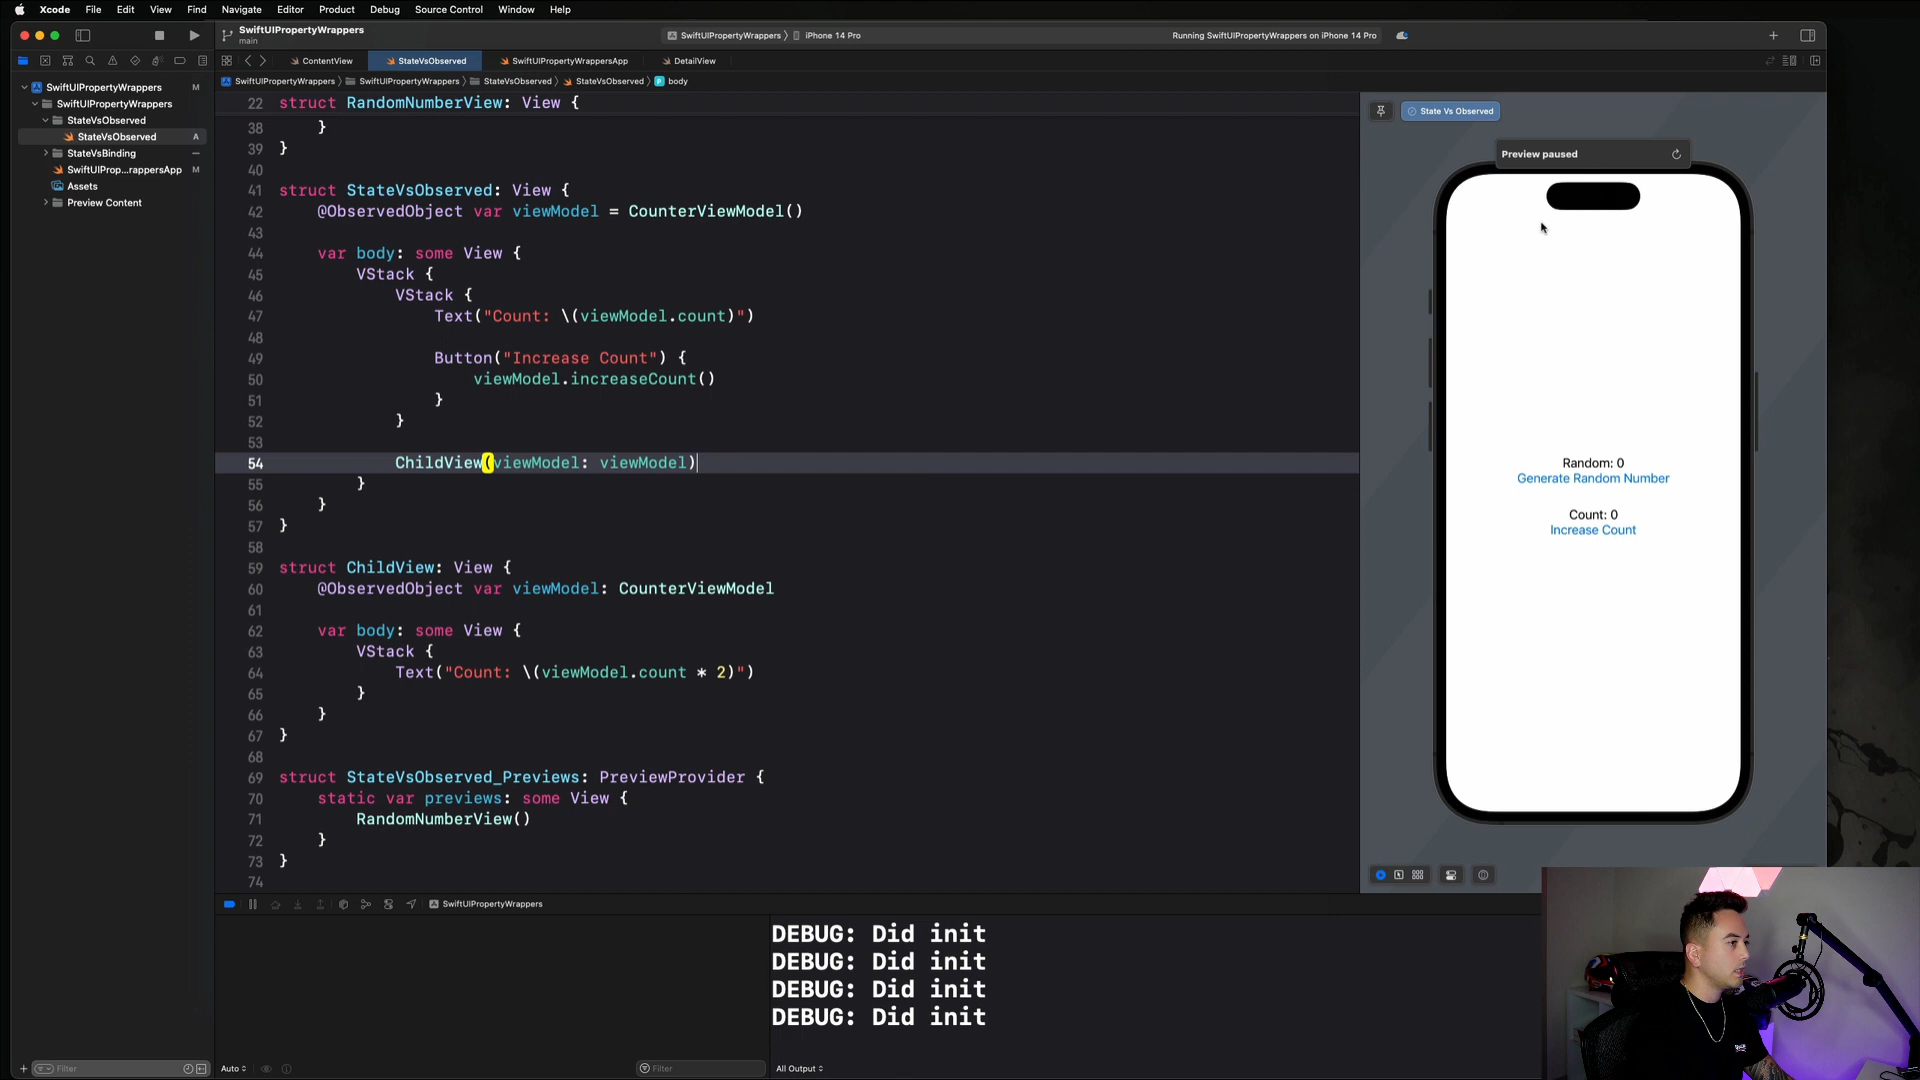 Xcode File Edit View Find Navigate Editor Product Debug Source Control Window Help
SwiftUIPropertyWrappers
main
SwiftUIPropertyWrappers iPhone 14 Pro
Running SwiftUIPropertyWrappers on iPhone 14 Pro
ContentView StateVsObserved SwiftUIPropertyWrappersApp DetailView
SwiftUIPropertyWrappers SwiftUIPropertyWrappers StateVsObserved StateVsObserved body
SwiftUIPropertyWrappers M
SwiftUIPropertyWrappers
StateVsObserved
StateVsObserved A
StateVsBinding
SwiftUIProp...rappersApp M
Assets
Preview Content
22 struct RandomNumberView: View {
38 }
39 }
40
41 struct StateVsObserved: View {
42 @ObservedObject var viewModel = CounterViewModel()
43
44 var body: some View {
45 VStack {
46 VStack {
47 Text("Count: \(viewModel.count)")
48
49 Button("Increase Count") {
50 viewModel.increaseCount()
51 }
52 }
53
54 ChildView(viewModel: viewModel)
55 }
56 }
57 }
58
59 struct ChildView: View {
60 @ObservedObject var viewModel: CounterViewModel
61
62 var body: some View {
63 VStack {
64 Text("Count: \(viewModel.count * 2)")
65 }
66 }
67 }
68
69 struct StateVsObserved_Previews: PreviewProvider {
70 static var previews: some View {
71 RandomNumberView()
72 }
73 }
74
State Vs Observed
Preview paused
Random: 0
Generate Random Number
Count: 0
Increase Count
SwiftUIPropertyWrappers
DEBUG: Did init
DEBUG: Did init
DEBUG: Did init
DEBUG: Did init
Filter
Auto
Filter
All Output